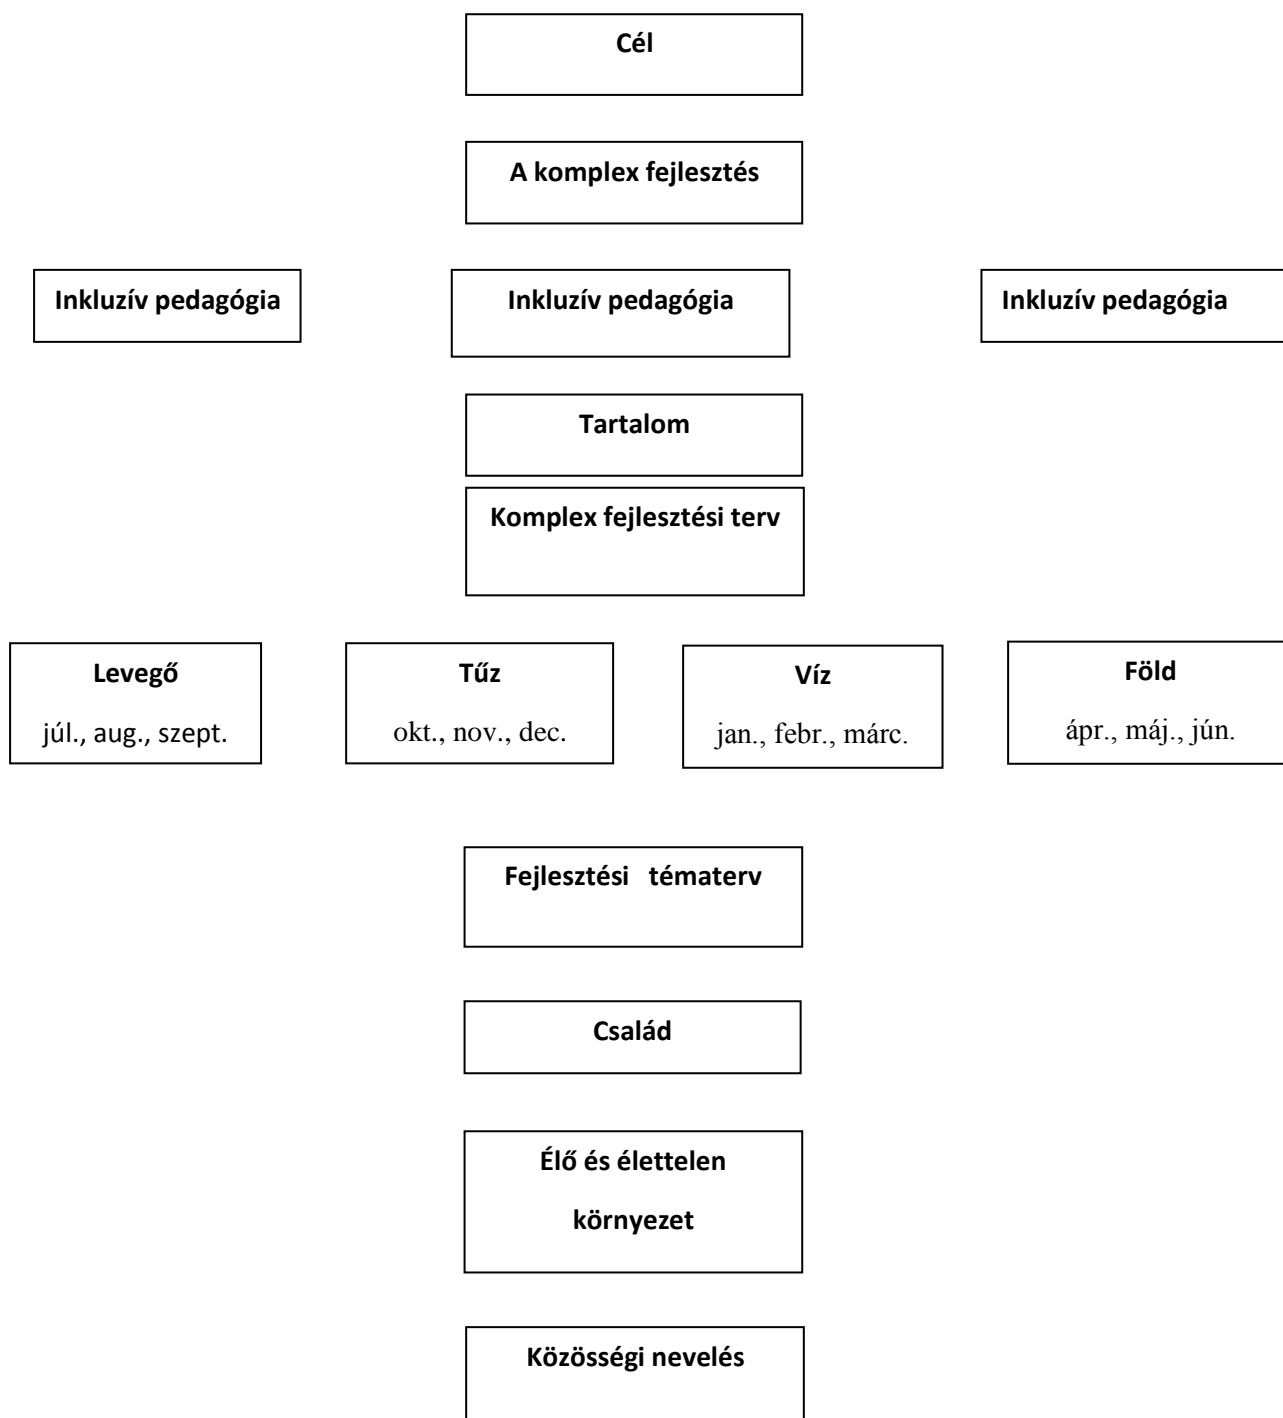 Cél
A komplex fejlesztés
Inkluzív pedagógia
Inkluzív pedagógia
Inkluzív pedagógia
Tartalom
Komplex fejlesztési terv
Levegő
júl., aug., szept.
Tűz
okt., nov., dec.
Víz
jan., febr., márc.
Föld
ápr., máj., jún.
Fejlesztési tématerv
Család
Élő és élettelen
környezet
Közösségi nevelés